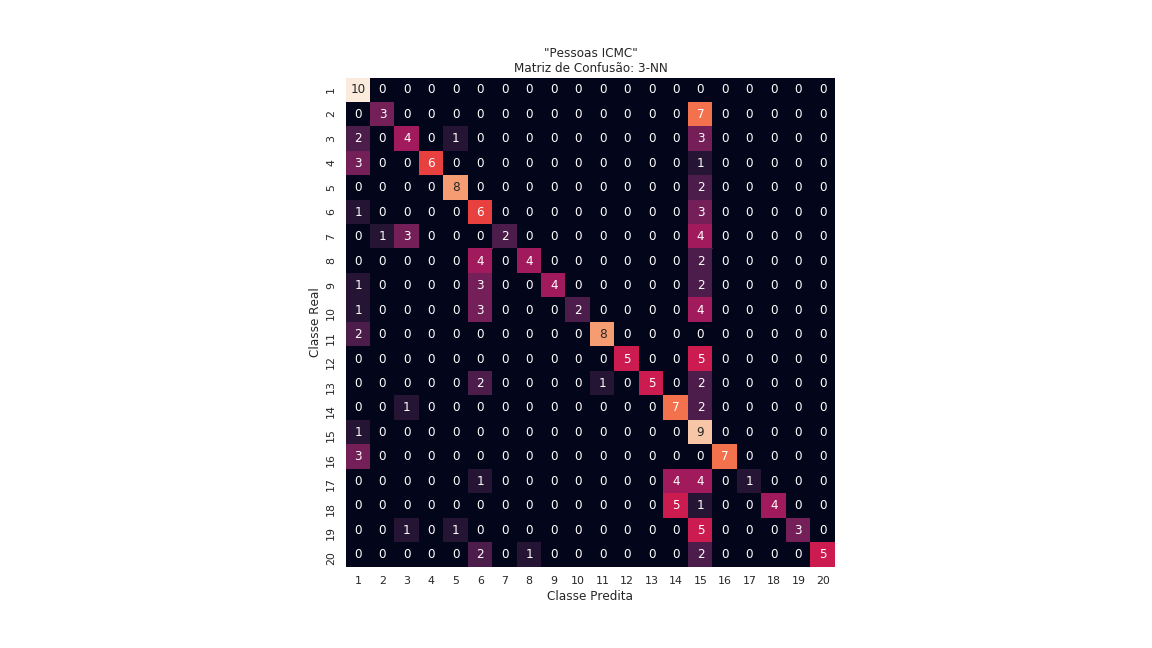 "Pessoas ICMC"
Matriz de Confusão: 3-NN
Classe Real
1 10 0 0 0 0 0 0 0 0 0 0 0 0 0 0 0 0 0 0 0
2 0 3 0 0 0 0 0 0 0 0 0 0 0 0 7 0 0 0 0 0
3 2 0 4 0 1 0 0 0 0 0 0 0 0 0 3 0 0 0 0 0
4 3 0 0 6 0 0 0 0 0 0 0 0 0 0 1 0 0 0 0 0
5 0 0 0 0 8 0 0 0 0 0 0 0 0 0 2 0 0 0 0 0
6 1 0 0 0 0 6 0 0 0 0 0 0 0 0 3 0 0 0 0 0
7 0 1 3 0 0 0 2 0 0 0 0 0 0 0 4 0 0 0 0 0
8 0 0 0 0 0 4 0 4 0 0 0 0 0 0 2 0 0 0 0 0
9 1 0 0 0 0 3 0 0 4 0 0 0 0 0 2 0 0 0 0 0
10 1 0 0 0 0 3 0 0 0 2 0 0 0 0 4 0 0 0 0 0
11 2 0 0 0 0 0 0 0 0 0 8 0 0 0 0 0 0 0 0 0
12 0 0 0 0 0 0 0 0 0 0 0 5 0 0 5 0 0 0 0 0
13 0 0 0 0 0 2 0 0 0 0 1 0 5 0 2 0 0 0 0 0
14 0 0 1 0 0 0 0 0 0 0 0 0 0 7 2 0 0 0 0 0
15 1 0 0 0 0 0 0 0 0 0 0 0 0 0 9 0 0 0 0 0
16 3 0 0 0 0 0 0 0 0 0 0 0 0 0 0 7 0 0 0 0
17 0 0 0 0 0 1 0 0 0 0 0 0 0 4 4 0 1 0 0 0
18 0 0 0 0 0 0 0 0 0 0 0 0 0 5 1 0 0 4 0 0
19 0 0 1 0 1 0 0 0 0 0 0 0 0 0 5 0 0 0 3 0
20 0 0 0 0 0 2 0 1 0 0 0 0 0 0 2 0 0 0 0 5
1 2 3 4 5 6 7 8 9 10 11 12 13 14 15 16 17 18 19 20
Classe Predita